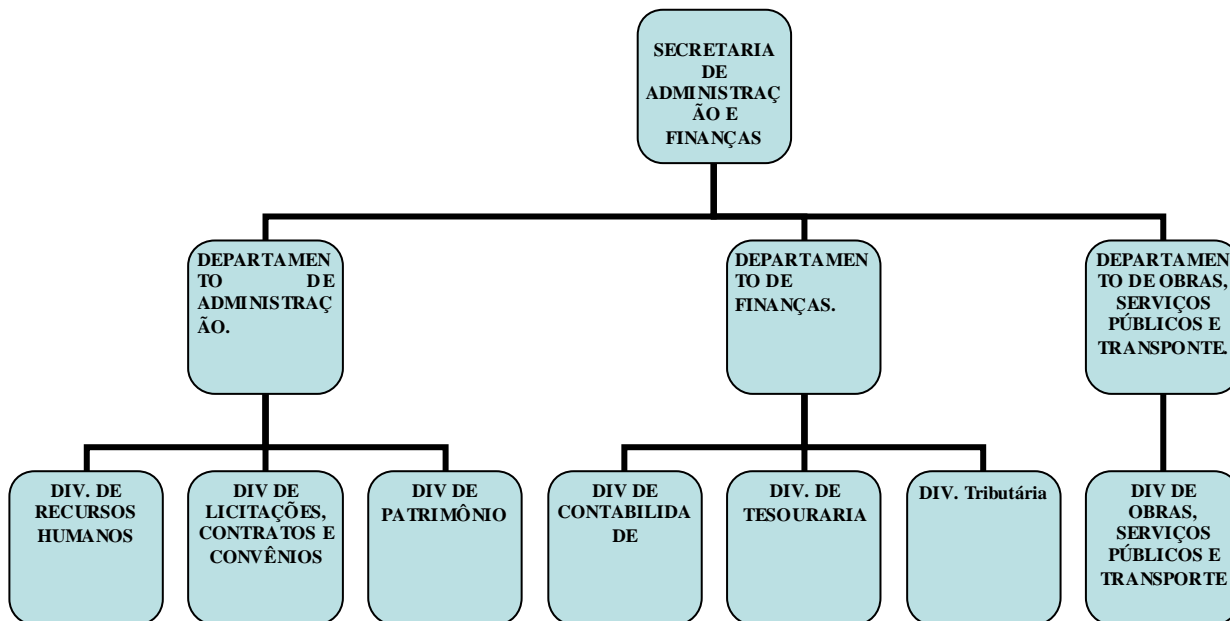 SECRETARIA
DE
ADMINISTRAÇ
ÃO E
FINANÇAS
DEPARTAMEN
TO DE
ADMINISTRAÇ
ÃO.
DEPARTAMEN
TO DE
FINANÇAS.
DEPARTAMEN
TO DE OBRAS,
SERVIÇOS
PÚBLICOS E
TRANSPONTE.
DIV. DE
RECURSOS
HUMANOS
DIV DE
LICITAÇÕES,
CONTRATOS E
CONVÊNIOS
DIV DE
PATRIMÔNIO
DIV DE
CONTABILIDA
DE
DIV. DE
TESOURARIA
DIV. Tributária
DIV DE
OBRAS,
SERVIÇOS
PÚBLICOS E
TRANSPORTE